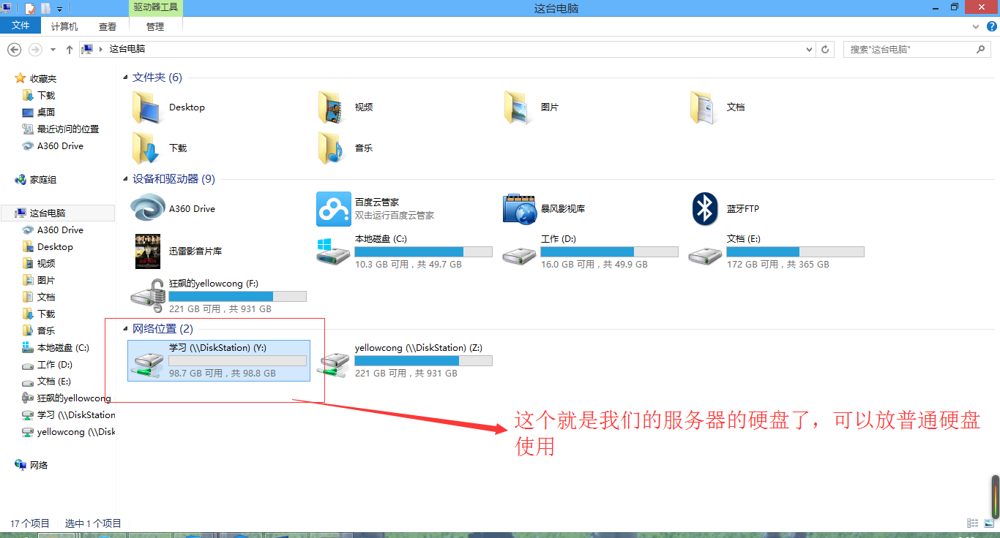 驱动器工具
这台电脑
文件 计算机 查看 管理
这台电脑
搜索"这台电脑"
收藏夹
下载
桌面
最近访问的位置
A360 Drive
家庭组
这台电脑
A360 Drive
Desktop
视频
图片
文档
下载
音乐
本地磁盘 (C:)
工作 (D:)
文档 (E:)
狂飙的yellowcong
学习 (\\DiskStation
yellowcong (\\Disk
网络
文件夹 (6)
Desktop
视频
图片
文档
下载
音乐
设备和驱动器 (9)
A360 Drive
百度云管家
双击运行百度云管家
暴风影视库
蓝牙FTP
迅雷影音片库
本地磁盘 (C:)
10.3 GB 可用，共 49.7 GB
工作 (D:)
16.0 GB 可用，共 49.9 GB
文档 (E:)
172 GB 可用，共 365 GB
狂飙的yellowcong (F:)
221 GB 可用，共 931 GB
网络位置 (2)
学习 (\\DiskStation) (Y:)
98.7 GB 可用，共 98.8 GB
yellowcong (\\DiskStation) (Z:)
221 GB 可用，共 931 GB
这个就是我们的服务器的硬盘了，可以放普通硬盘
使用
17 个项目 选中 1 个项目